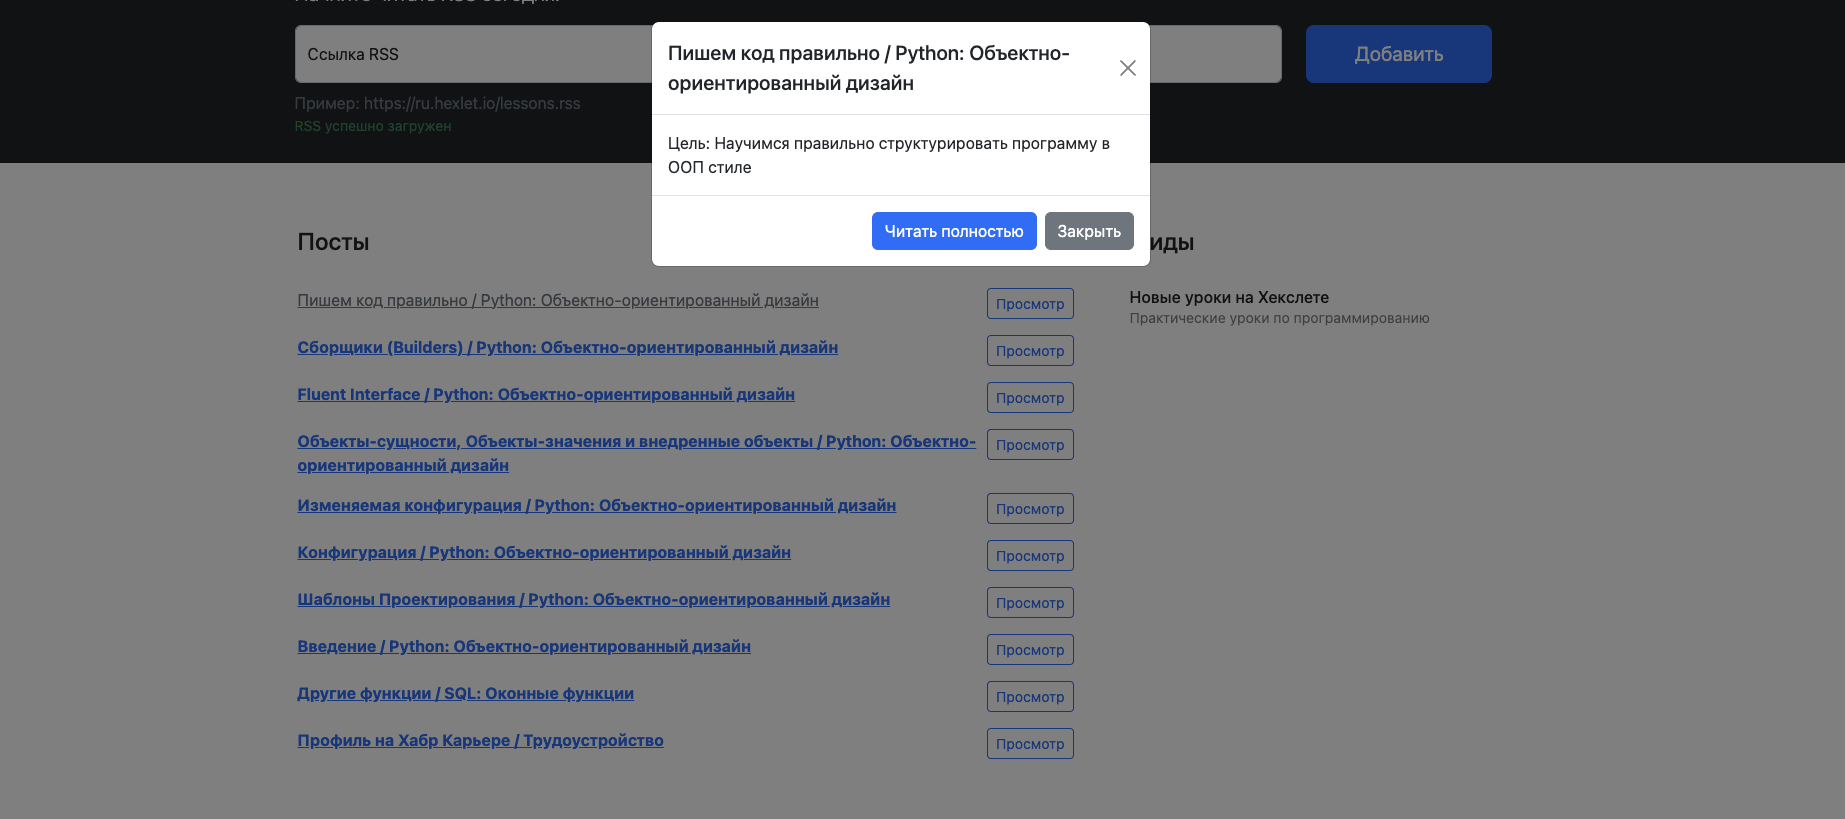 Ссылка RSS
Добавить
Пример: https://ru.hexlet.io/lessons.rss
RSS успешно загружен
Пишем код правильно / Python: Объектно-
ориентированный дизайн
Цель: Научимся правильно структурировать программу в
ООП стиле
Читать полностью
Закрыть
Посты
Пишем код правильно / Python: Объектно-ориентированный дизайн
Просмотр
Сборщики (Builders) / Python: Объектно-ориентированный дизайн
Просмотр
Fluent Interface / Python: Объектно-ориентированный дизайн
Просмотр
Объекты-сущности, Объекты-значения и внедренные объекты / Python: Объектно-
ориентированный дизайн
Просмотр
Изменяемая конфигурация / Python: Объектно-ориентированный дизайн
Просмотр
Конфигурация / Python: Объектно-ориентированный дизайн
Просмотр
Шаблоны Проектирования / Python: Объектно-ориентированный дизайн
Просмотр
Введение / Python: Объектно-ориентированный дизайн
Просмотр
Другие функции / SQL: Оконные функции
Просмотр
Профиль на Хабр Карьере / Трудоустройство
Просмотр
иды
Новые уроки на Хекслете
Практические уроки по программированию